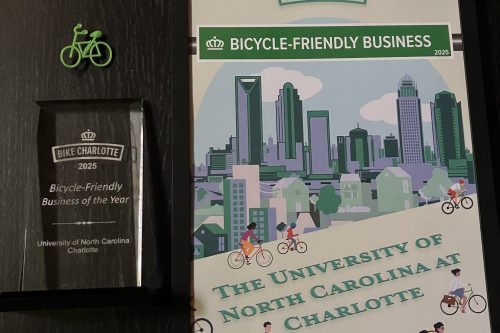 BIKE CHARLOTTE
2025
Bicycle-Friendly
Business of the Year
University of North Carolina
Charlotte
BICYCLE-FRIENDLY BUSINESS
2025
THE UNIVERSITY OF
NORTH CAROLINA AT
CHARLOTTE